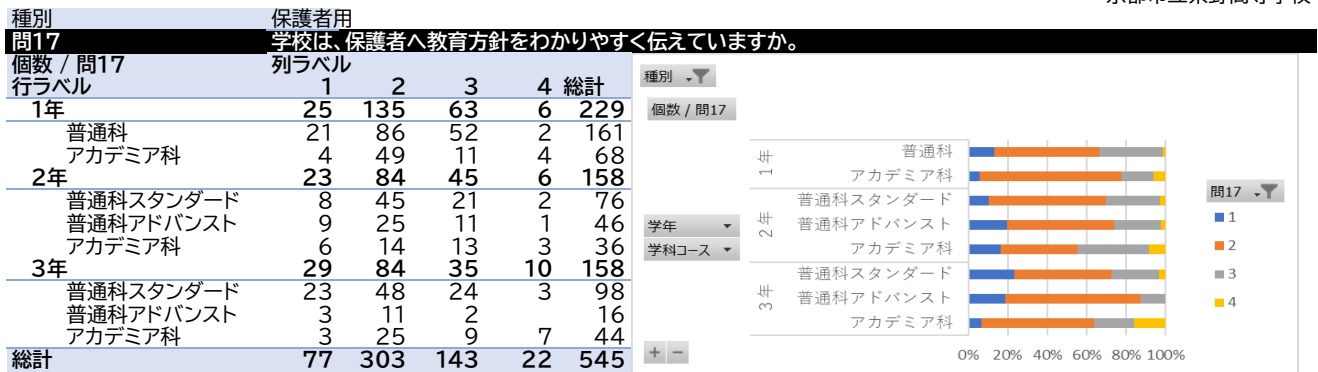 種別 保護者用
問17 学校は、保護者へ教育方針をわかりやすく伝えていますか。
個数 / 問17 列ラベル
行ラベル 1 2 3 4 総計
1年 25 135 63 6 229
普通科 21 86 52 2 161
アカデミア科 4 49 11 4 68
2年 23 84 45 6 158
普通科スタンダード 8 45 21 2 76
普通科アドバンスト 9 25 11 1 46
アカデミア科 6 14 13 3 36
3年 29 84 35 10 158
普通科スタンダード 23 48 24 3 98
普通科アドバンスト 3 11 2 16
アカデミア科 3 25 9 7 44
総計 77 303 143 22 545
種別
個数 / 問17
学年
学科コース
1年
普通科
アカデミア科
2年
普通科スタンダード
普通科アドバンスト
アカデミア科
3年
普通科スタンダード
普通科アドバンスト
アカデミア科
0% 20% 40% 60% 80% 100%
問17
1
2
3
4